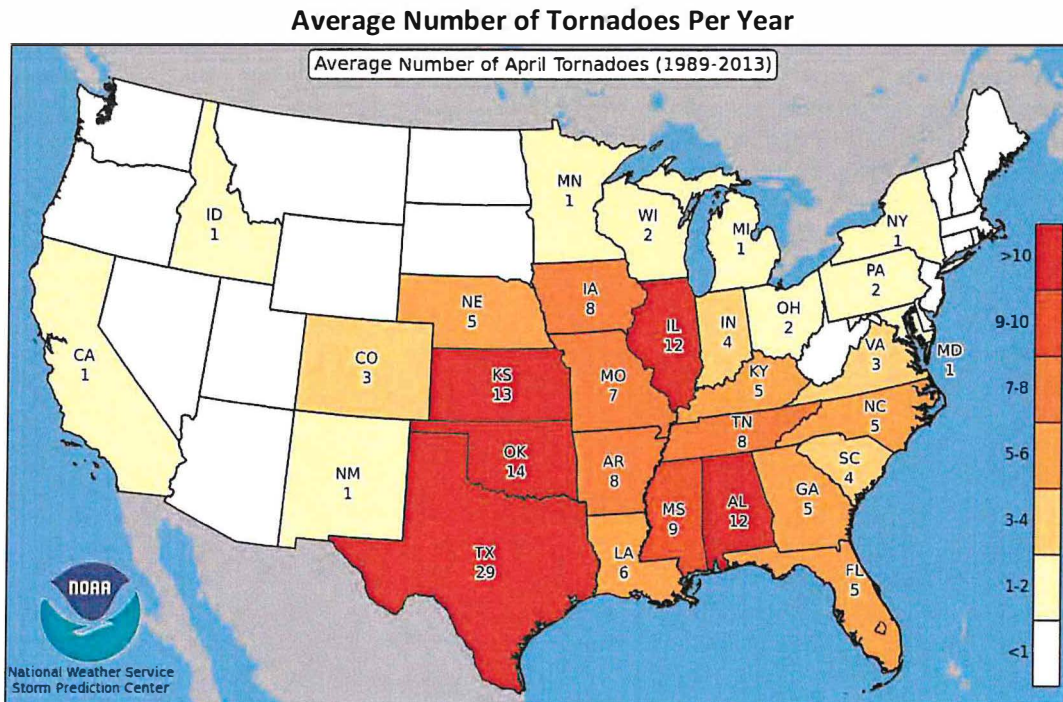 Average Number of Tornadoes Per Year
Average Number of April Tornadoes (1989-2013)
MN
1
ID
1
WI
2
MI
1
NY
1
>10
PA
2
NE
5
IA
8
OH
2
IL
12
IN
4
9-10
CA
1
CO
3
VA
3
MD
1
KS
13
MO
7
KY
5
7-8
TN
8
NC
5
NM
1
OK
14
AR
8
SC
4
5-6
MS
9
AL
12
GA
5
3-4
TX
29
LA
6
FL
5
1-2
NOAA
<1
National Weather Service
Storm Prediction Center